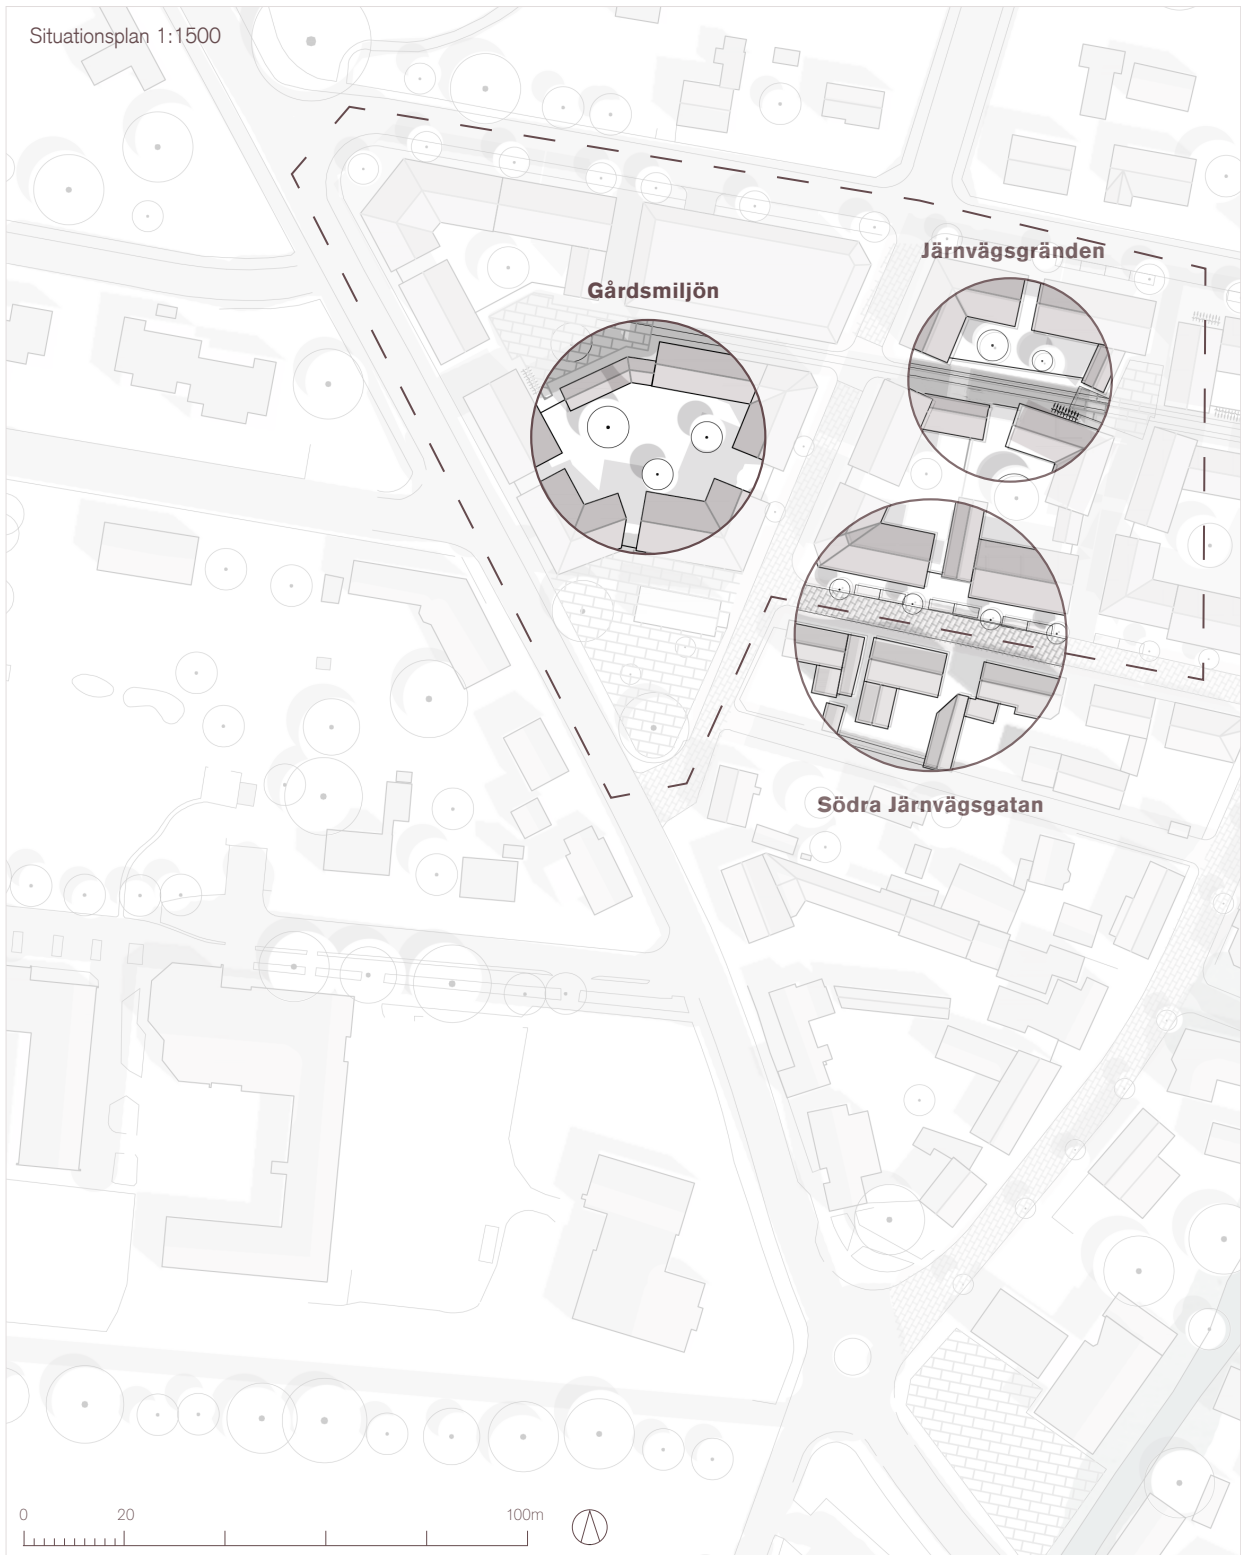 Situationsplan 1:1500
Järnvägsgränden
Gårdsmiljön
Södra Järnvägsgatan
0 20 100m